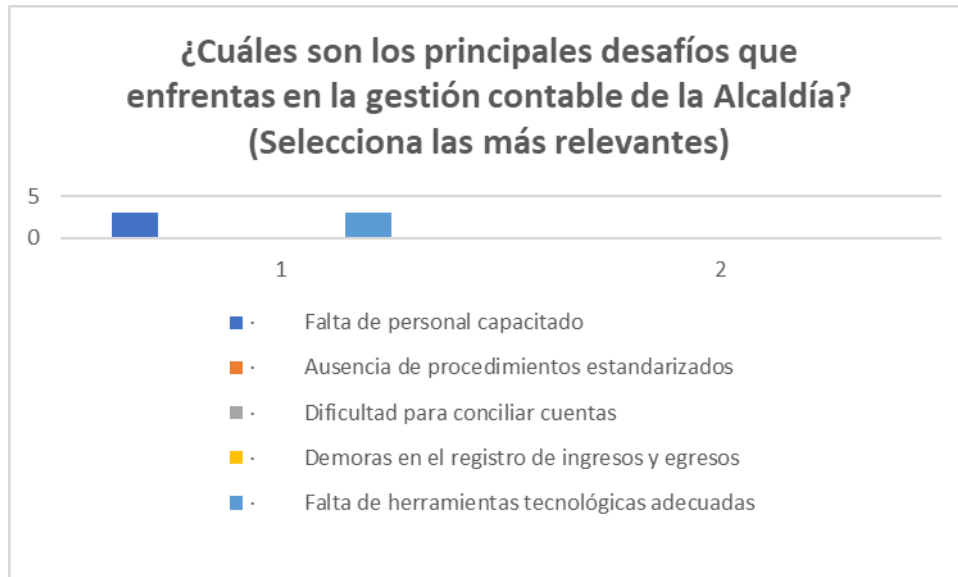 ¿Cuáles son los principales desafíos que
enfrentas en la gestión contable de la Alcaldía?
(Selecciona las más relevantes)
5
0
1
2
· Falta de personal capacitado
· Ausencia de procedimientos estandarizados
· Dificultad para conciliar cuentas
· Demoras en el registro de ingresos y egresos
· Falta de herramientas tecnológicas adecuadas